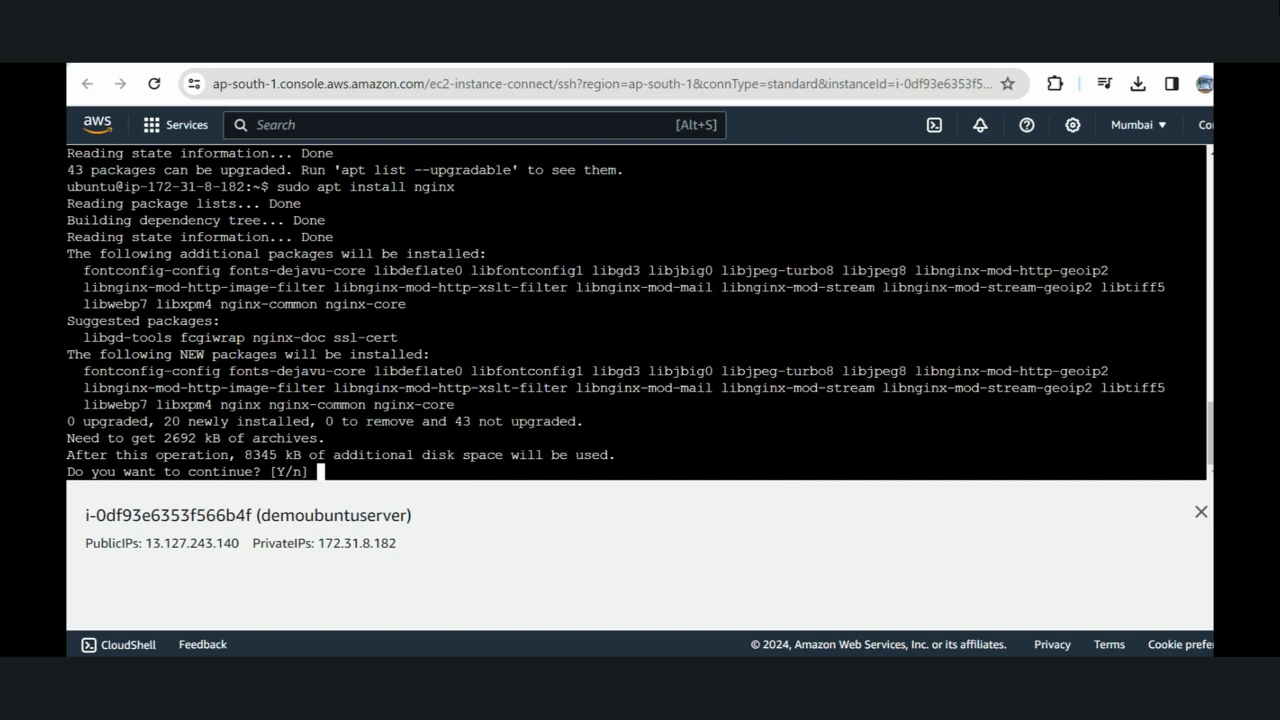 ap-south-1.console.aws.amazon.com/ec2-instance-connect/ssh?region=ap-south-1&connType=standard&instanceId=i-0df93e6353f5...
aws Services Search [Alt+S] Mumbai Co
Reading state information... Done
43 packages can be upgraded. Run 'apt list --upgradable' to see them.
ubuntu@ip-172-31-8-182:~$ sudo apt install nginx
Reading package lists... Done
Building dependency tree... Done
Reading state information... Done
The following additional packages will be installed:
fontconfig-config fonts-dejavu-core libdeflate0 libfontconfig1 libgd3 libjbig0 libjpeg-turbo8 libjpeg8 libnginx-mod-http-geoip2
libnginx-mod-http-image-filter libnginx-mod-http-xslt-filter libnginx-mod-mail libnginx-mod-stream libnginx-mod-stream-geoip2 libtiff5
libwebp7 libxpm4 nginx-common nginx-core
Suggested packages:
libgd-tools fcgiwrap nginx-doc ssl-cert
The following NEW packages will be installed:
fontconfig-config fonts-dejavu-core libdeflate0 libfontconfig1 libgd3 libjbig0 libjpeg-turbo8 libjpeg8 libnginx-mod-http-geoip2
libnginx-mod-http-image-filter libnginx-mod-http-xslt-filter libnginx-mod-mail libnginx-mod-stream libnginx-mod-stream-geoip2 libtiff5
libwebp7 libxpm4 nginx nginx-common nginx-core
0 upgraded, 20 newly installed, 0 to remove and 43 not upgraded.
Need to get 2692 kB of archives.
After this operation, 8345 kB of additional disk space will be used.
Do you want to continue? [Y/n]
i-0df93e6353f566b4f (demoubuntuserver)
PublicIPs: 13.127.243.140 PrivateIPs: 172.31.8.182
CloudShell Feedback © 2024, Amazon Web Services, Inc. or its affiliates. Privacy Terms Cookie prefe